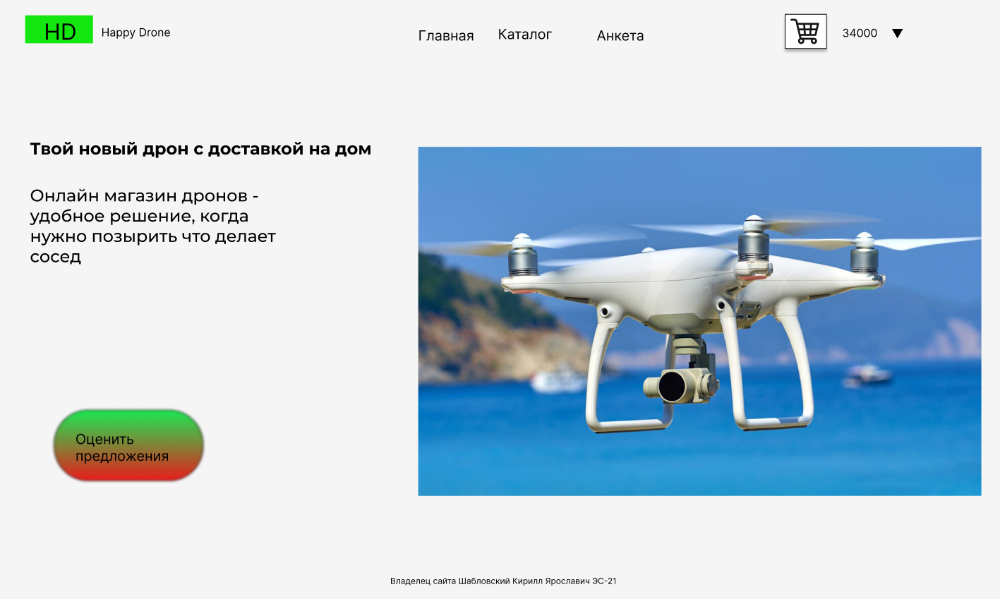 HD
Happy Drone
Главная
Каталог
Анкета
34000
Твой новый дрон с доставкой на дом
Онлайн магазин дронов -
удобное решение, когда
нужно позырить что делает
сосед
Оценить
предложения
Владелец сайта Шабловский Кирилл Ярославич ЭС-21